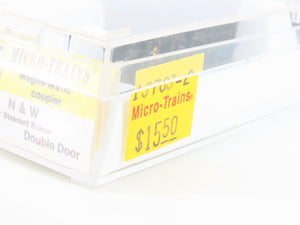 MICRO-TRAINS
Magne-Matic
coupler
N & W
Standard Boxcar
Double Door
Micro-Trains
$15.50